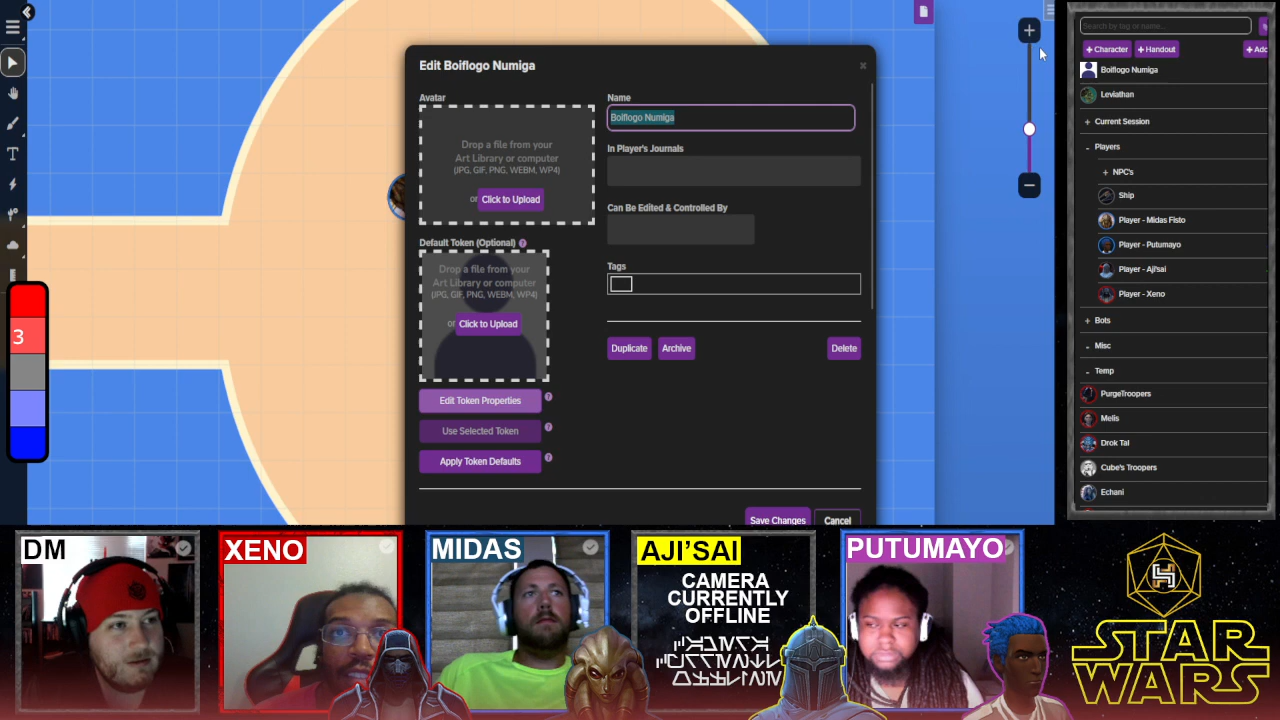 Edit Boiflogo Numiga
Avatar
Drop a file from your
Art Library or computer
(JPG, GIF, PNG, WEBM, WP4)
or Click to Upload
Default Token (Optional)
Drop a file from your
Art Library or computer
(JPG, GIF, PNG, WEBM, WP4)
or Click to Upload
Edit Token Properties
Use Selected Token
Apply Token Defaults
Name
Boiflogo Numiga
In Player's Journals
Can Be Edited & Controlled By
Tags
Duplicate
Archive
Delete
Save Changes
Cancel
3
Search by tag or name...
+ Character
+ Handout
+ Add
Boiflogo Numiga
Leviathan
+ Current Session
- Players
+ NPC's
Ship
Player - Midas Fisto
Player - Putumayo
Player - Aji'sai
Player - Xeno
+ Bots
- Misc
- Temp
PurgeTroopers
Melis
Drok Tal
Cube's Troopers
Echani
DM
XENO
MIDAS
AJI'SAI
CAMERA
CURRENTLY
OFFLINE
PUTUMAYO
STAR
WARS